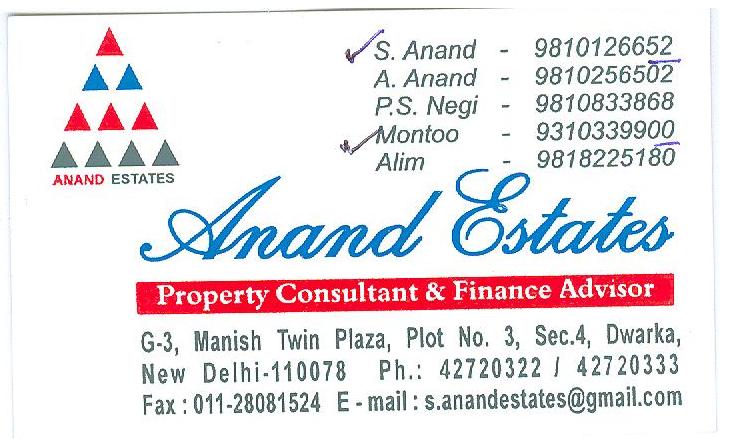 S. Anand - 9810126652
A. Anand - 9810256502
P.S. Negi - 9810833868
Montoo - 9310339900
Alim - 9818225180
ANAND ESTATES
Anand Estates
Property Consultant & Finance Advisor
G-3, Manish Twin Plaza, Plot No. 3, Sec.4, Dwarka,
New Delhi-110078 Ph.: 42720322 / 42720333
Fax : 011-28081524 E - mail : s.anandestates@gmail.com